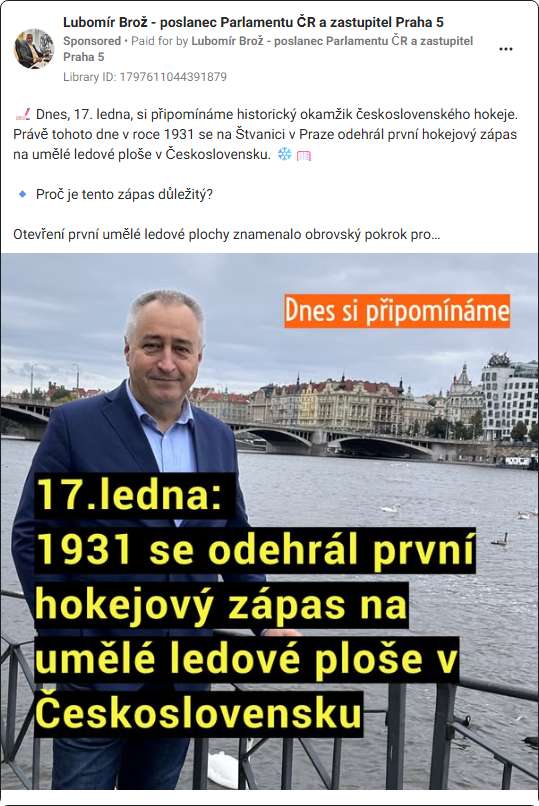 Lubomír Brož - poslanec Parlamentu ČR a zastupitel Praha 5
Sponsored • Paid for by Lubomír Brož - poslanec Parlamentu ČR a zastupitel
Praha 5
Library ID: 1797611044391879
🏒 Dnes, 17. ledna, si připomínáme historický okamžik československého hokeje.
Právě tohoto dne v roce 1931 se na Štvanici v Praze odehrál první hokejový zápas
na umělé ledové ploše v Československu. ❄️🥅
🔹 Proč je tento zápas důležitý?
Otevření první umělé ledové plochy znamenalo obrovský pokrok pro…
Dnes si připomínáme
17.ledna:
1931 se odehrál první
hokejový zápas na
umělé ledové ploše v
Československu